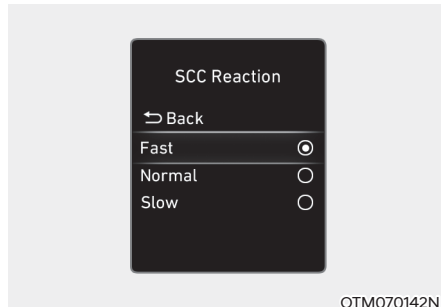 SCC Reaction
Back
Fast
Normal
Slow
OTM070142N